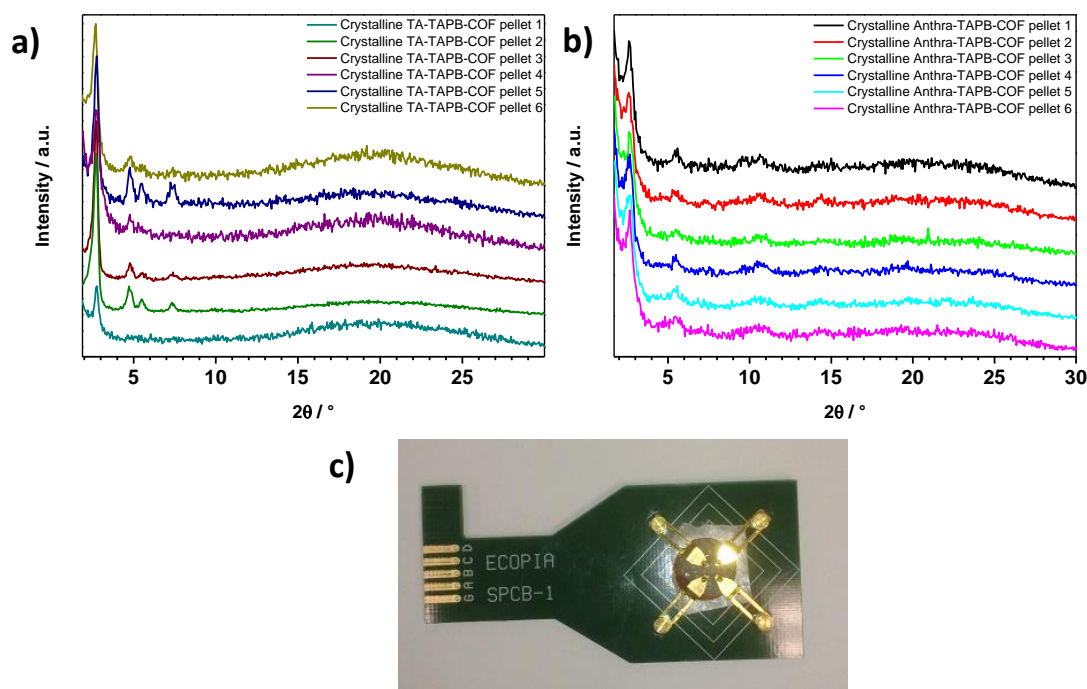 a)
Crystalline TA-TAPB-COF pellet 1
Crystalline TA-TAPB-COF pellet 2
Crystalline TA-TAPB-COF pellet 3
Crystalline TA-TAPB-COF pellet 4
Crystalline TA-TAPB-COF pellet 5
Crystalline TA-TAPB-COF pellet 6
Intensity / a.u.
5 10 15 20 25
2θ / °
b)
Crystalline Anthra-TAPB-COF pellet 1
Crystalline Anthra-TAPB-COF pellet 2
Crystalline Anthra-TAPB-COF pellet 3
Crystalline Anthra-TAPB-COF pellet 4
Crystalline Anthra-TAPB-COF pellet 5
Crystalline Anthra-TAPB-COF pellet 6
Intensity / a.u.
5 10 15 20 25 30
2θ / °
c)
D
C
B
A
G
ECOPIA
SPCB-1